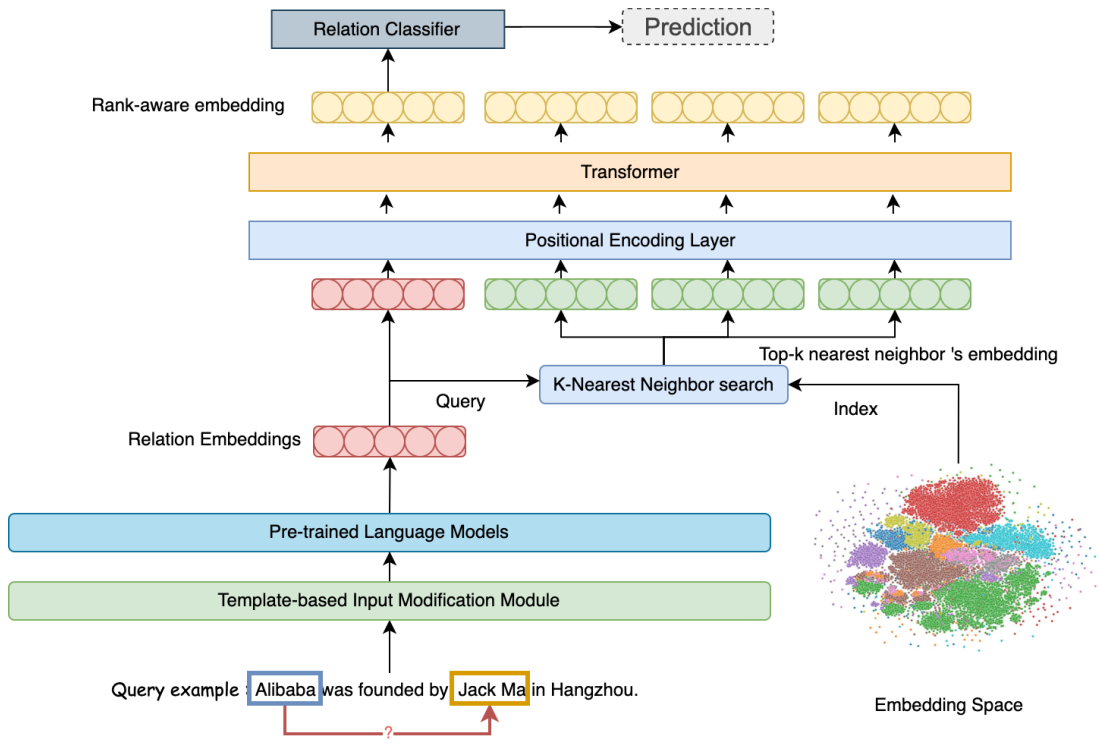 Relation Classifier
Prediction
Rank-aware embedding
Transformer
Positional Encoding Layer
Top-k nearest neighbor 's embedding
K-Nearest Neighbor search
Query
Index
Relation Embeddings
Pre-trained Language Models
Template-based Input Modification Module
Query example : Alibaba was founded by Jack Ma in Hangzhou.
?
Embedding Space